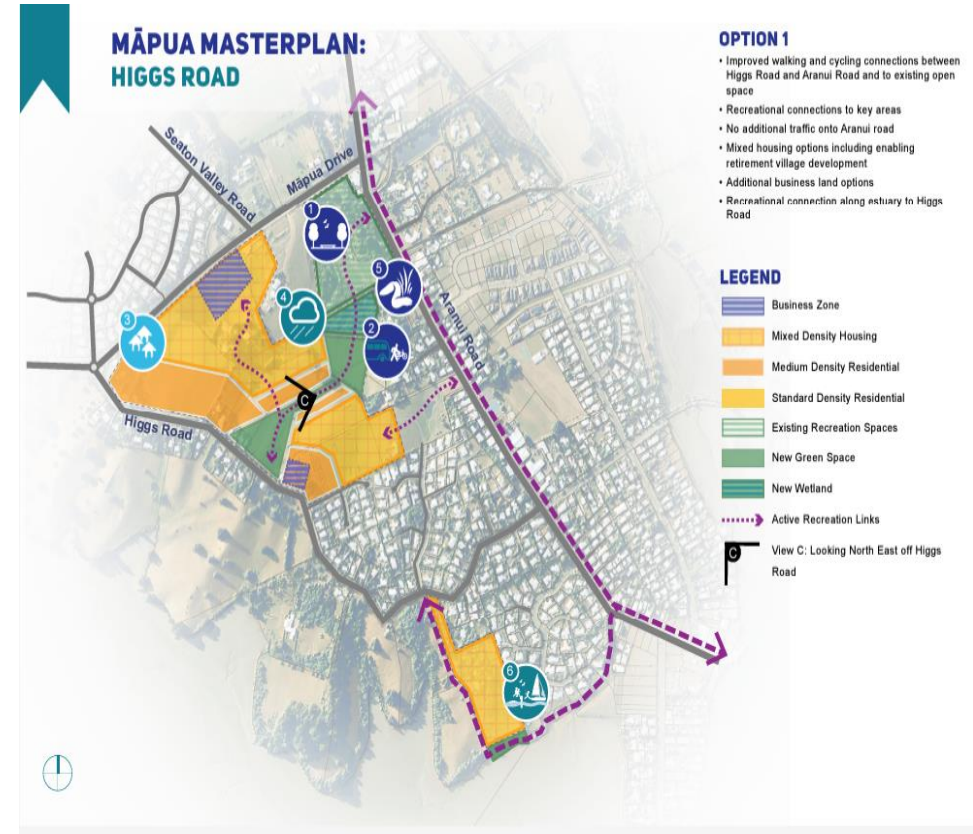 MĀPUA MASTERPLAN:
HIGGS ROAD
OPTION 1
• Improved walking and cycling connections between
Higgs Road and Aranui Road and to existing open
space
• Recreational connections to key areas
• No additional traffic onto Aranui road
• Mixed housing options including enabling
retirement village development
• Additional business land options
• Recreational connection along estuary to Higgs
Road
LEGEND
Business Zone
Mixed Density Housing
Medium Density Residential
Standard Density Residential
Existing Recreation Spaces
New Green Space
New Wetland
Active Recreation Links
C
View C: Looking North East off Higgs
Road
Seaton Valley Road
Māpua Drive
Aranui Road
Higgs Road
1
5
4
2
3
C
6